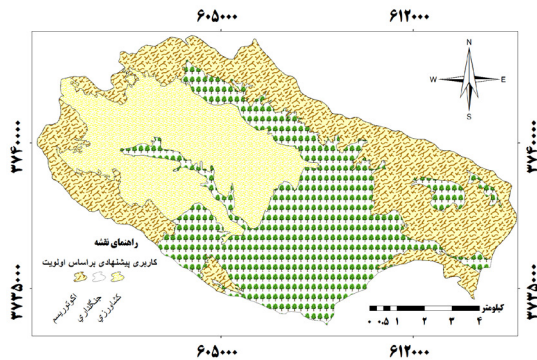 ۶۰۵۰۰۰ ۶۱۲۰۰۰
N
W E
S
۳۷۴۰۰۰۰ ۳۷۴۰۰۰۰
راهنمای نقشه
کاربری پیشنهادی براساس اولویت
اکوتوریسم جنگلداری کشاورزی
۳۷۳۵۰۰۰ ۳۷۳۵۰۰۰
کیلومتر
۰ ۰.۵ ۱ ۲ ۳ ۴
۶۰۵۰۰۰ ۶۱۲۰۰۰